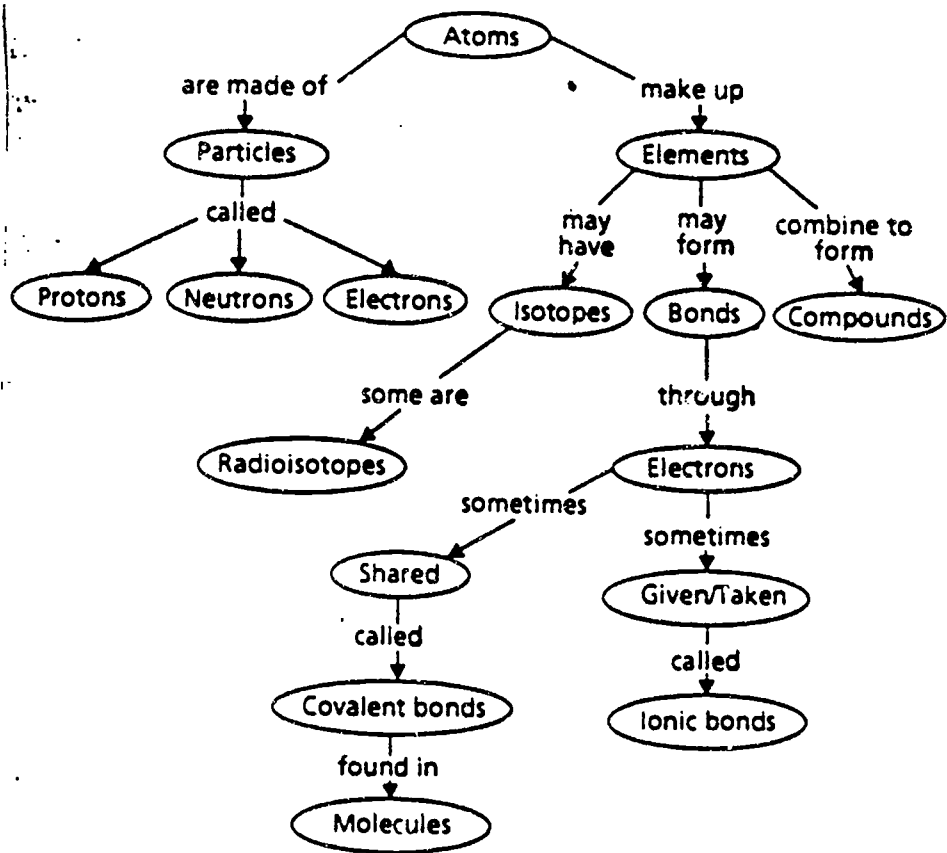 Atoms
are made of
make up
Particles
Elements
called
may
have
may
form
combine to
form
Protons
Neutrons
Electrons
Isotopes
Bonds
Compounds
some are
through
Radioisotopes
Electrons
sometimes
sometimes
Shared
Given/Taken
called
called
Covalent bonds
Ionic bonds
found in
Molecules